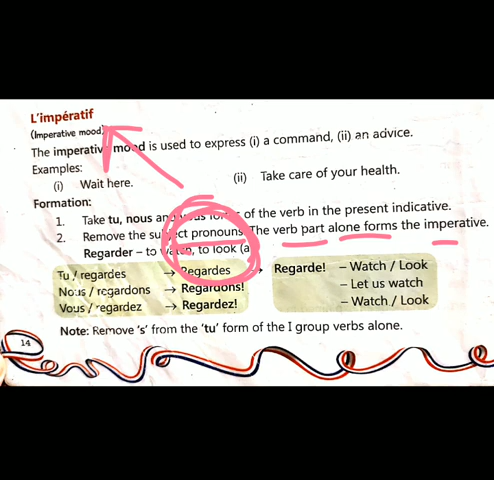 L'impératif
(Imperative mood)
The imperative mood is used to express (i) a command, (ii) an advice.
Examples:
(i) Wait here. (ii) Take care of your health.
Formation:
1. Take tu, nous and vous forms of the verb in the present indicative.
2. Remove the subject pronouns. The verb part alone forms the imperative.
Regarder – to watch, to look (a
Tu / regardes → Regardes → Regarde! – Watch / Look
Nous / regardons → Regardons! – Let us watch
Vous / regardez → Regardez! – Watch / Look
Note: Remove 's' from the 'tu' form of the I group verbs alone.
14